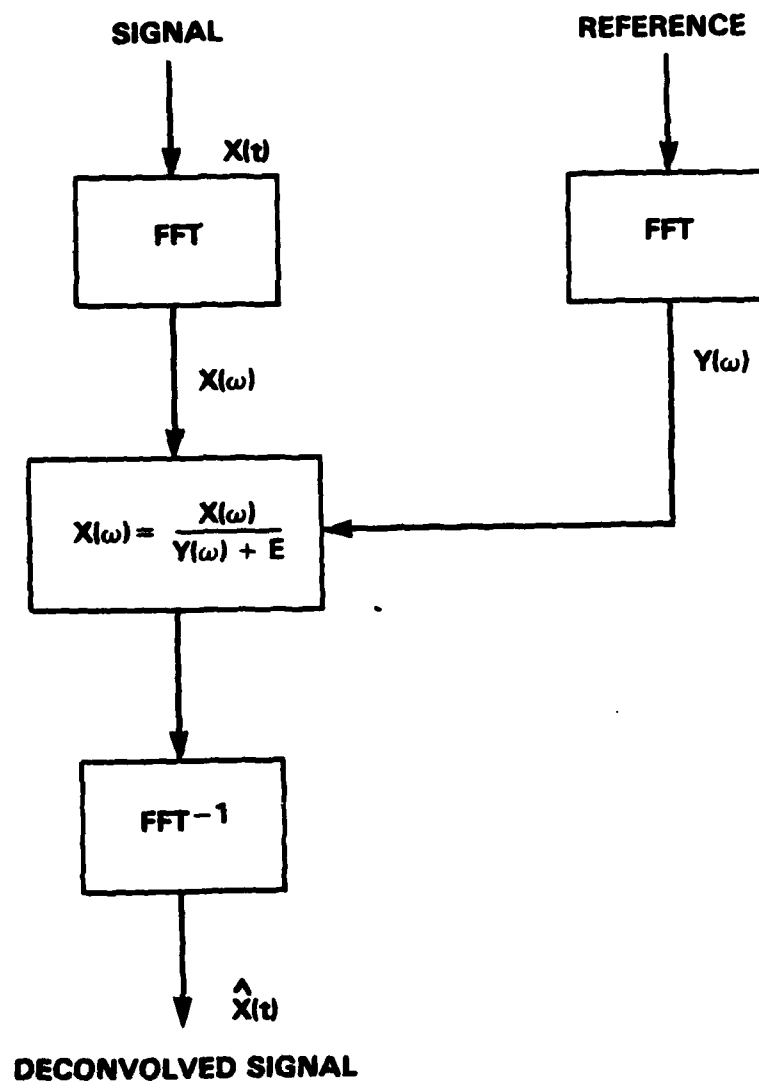 SIGNAL
REFERENCE
X(t)
FFT
FFT
X(ω)
Y(ω)
X(ω) = X(ω) / Y(ω) + E
FFT⁻¹
X̂(t)
DECONVOLVED SIGNAL